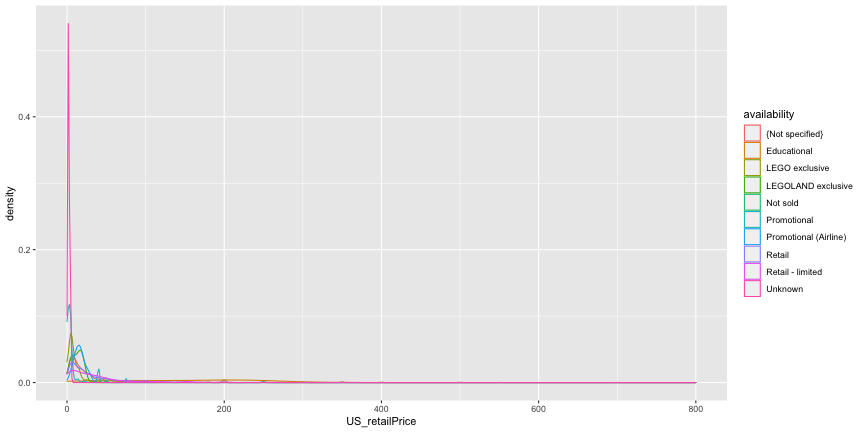 density
0.4
0.2
0.0
0
200
400
600
800
US_retailPrice
availability
{Not specified}
Educational
LEGO exclusive
LEGOLAND exclusive
Not sold
Promotional
Promotional (Airline)
Retail
Retail - limited
Unknown